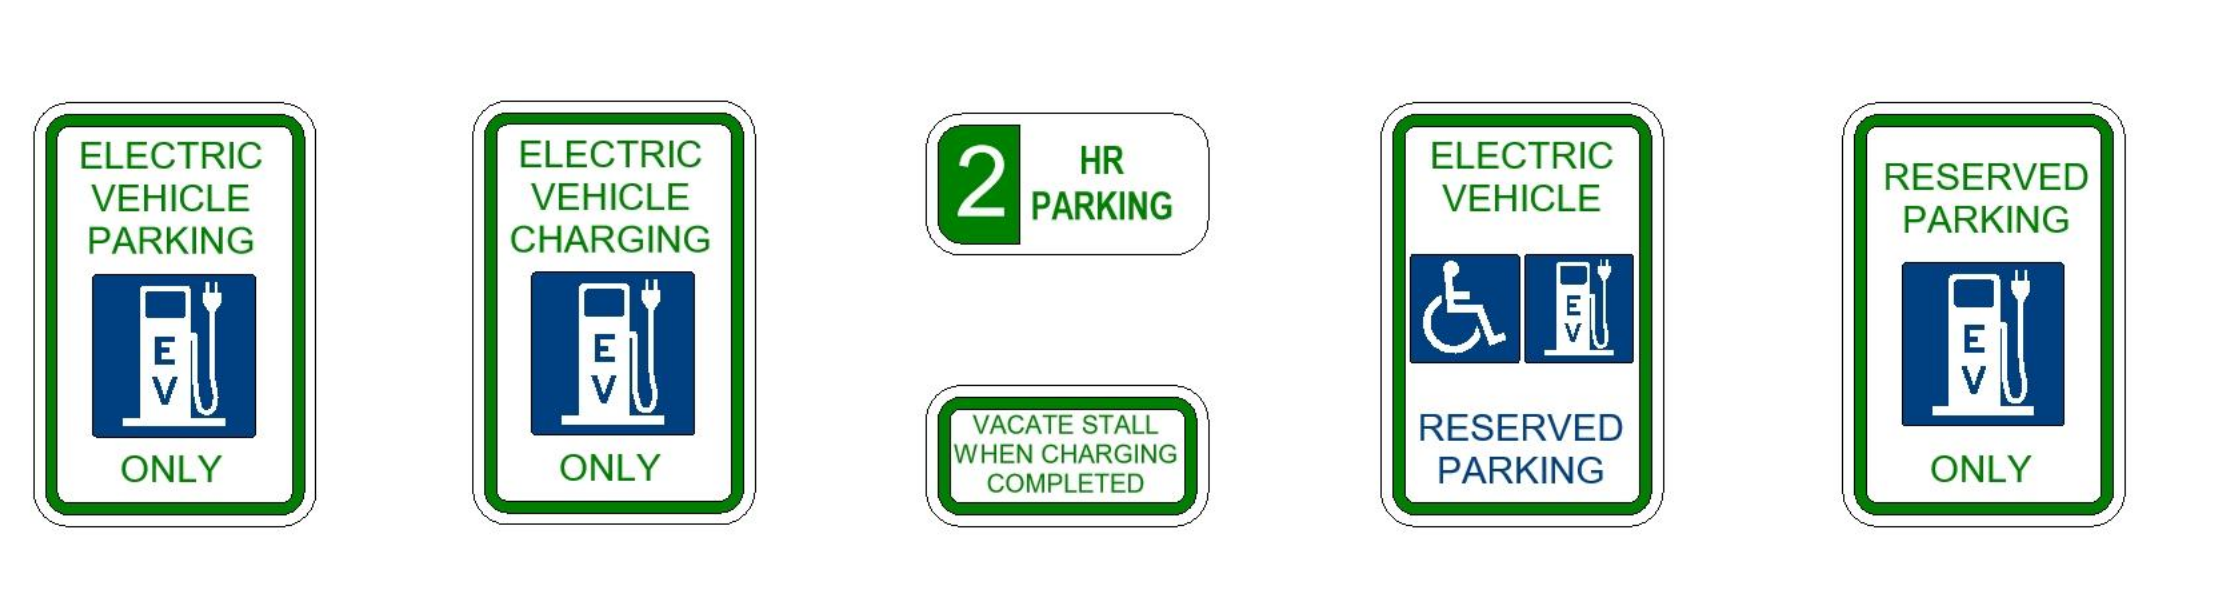 ELECTRIC
VEHICLE
PARKING
E
V
ONLY
ELECTRIC
VEHICLE
CHARGING
E
V
ONLY
2 HR
PARKING
VACATE STALL
WHEN CHARGING
COMPLETED
ELECTRIC
VEHICLE
E
V
RESERVED
PARKING
RESERVED
PARKING
E
V
ONLY